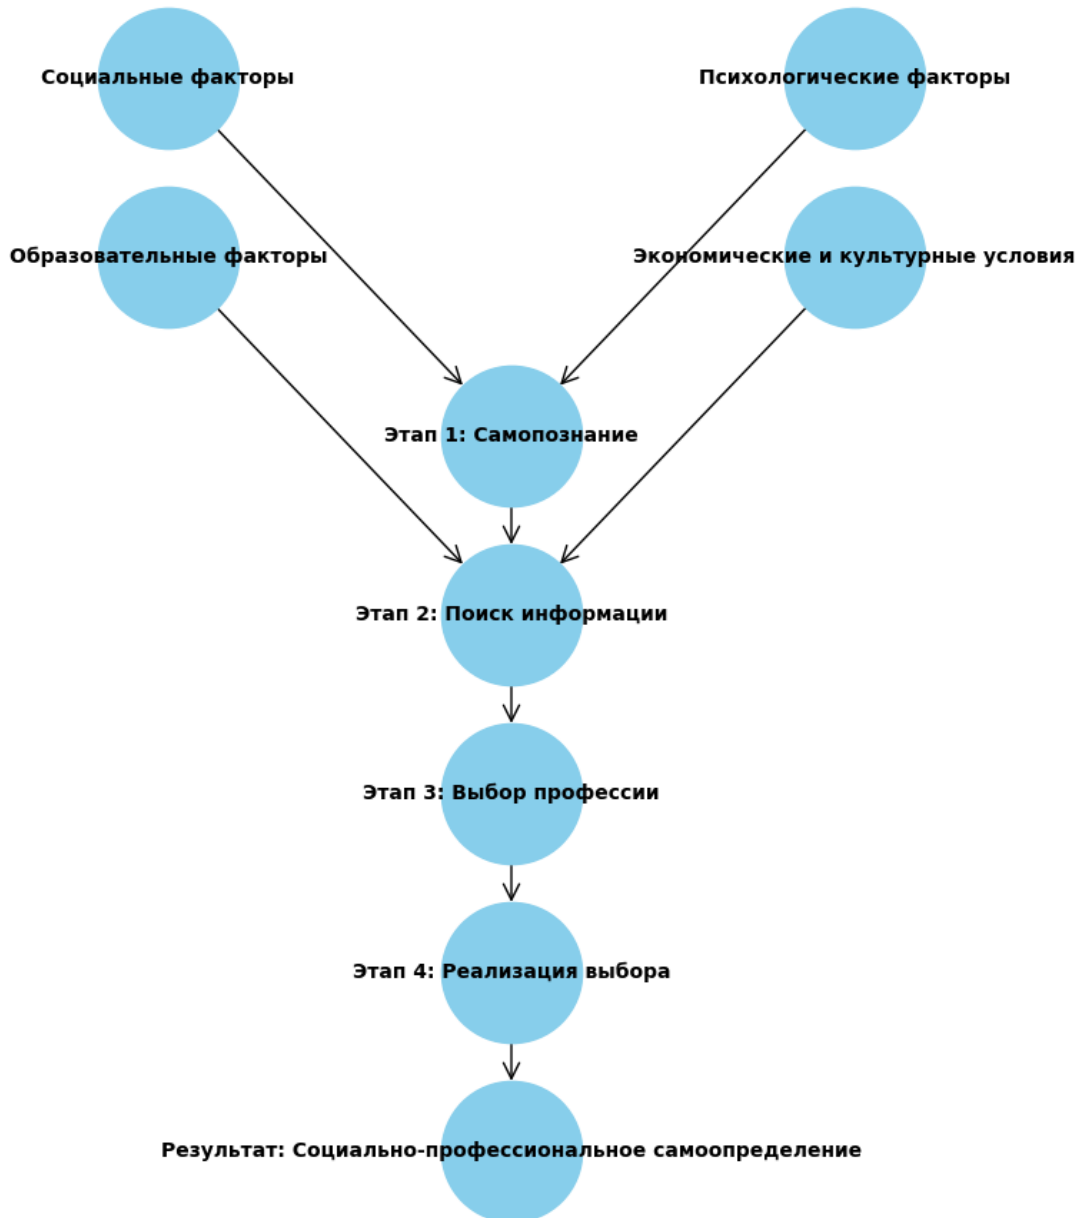 Социальные факторы
Психологические факторы
Образовательные факторы
Экономические и культурные условия
Этап 1: Самопознание
Этап 2: Поиск информации
Этап 3: Выбор профессии
Этап 4: Реализация выбора
Результат: Социально-профессиональное самоопределение